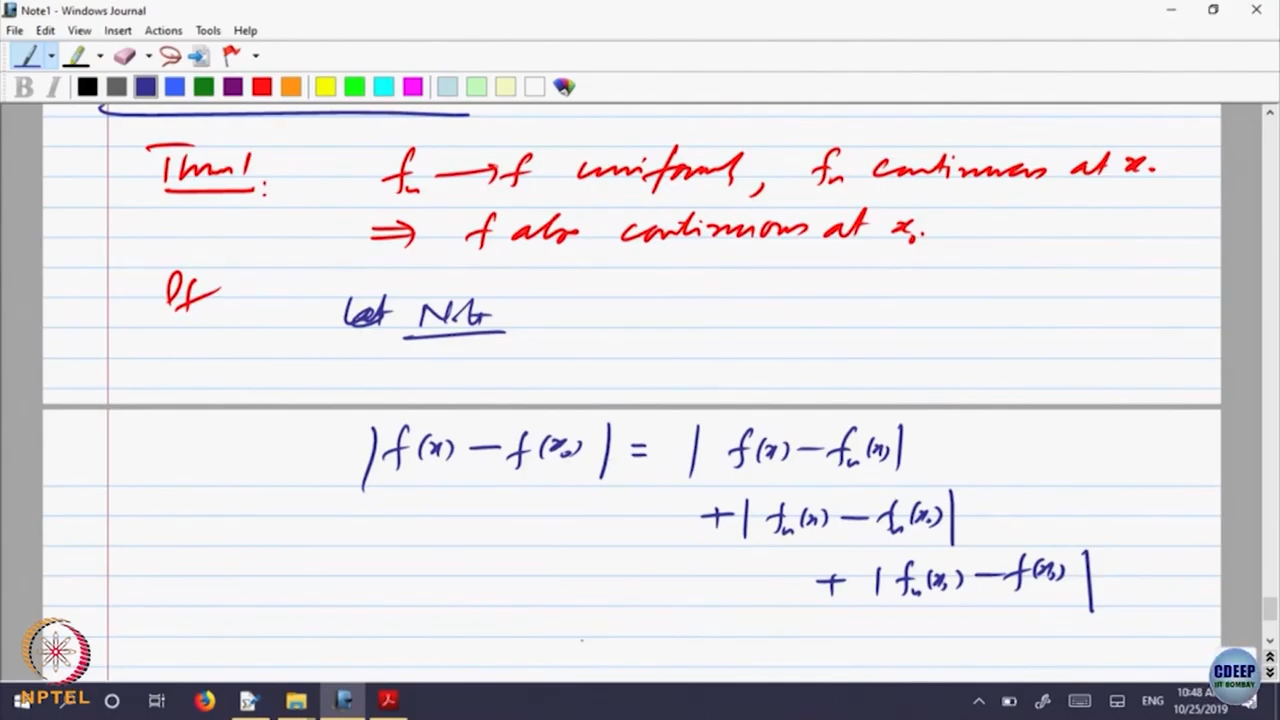 Note1 - Windows Journal
File Edit View Insert Actions Tools Help
B I
Thm: fₙ → f uniformly, fₙ continuous at x₀
⇒ f also continuous at x₀.
Pf
Let
|f(x) − f(x₀)| = |f(x) − fₙ(x)|
+ |fₙ(x) − fₙ(x₀)|
+ |fₙ(x₀) − f(x₀)|
NPTEL
CDEEP
IIT BOMBAY
ENG
10:48 A
10/25/2019